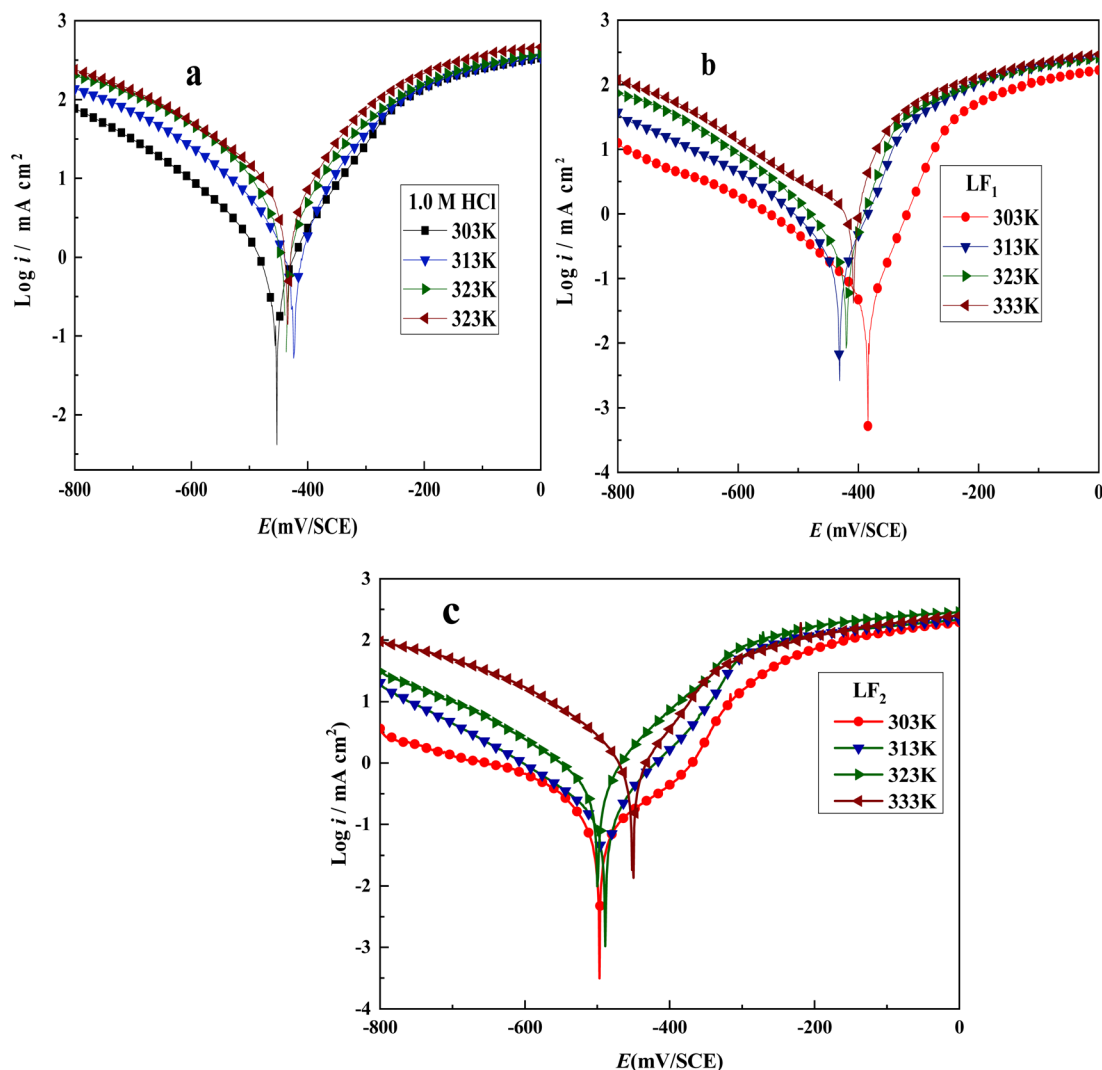 a
Log i / mA cm²
3
2
1
0
-1
-2
-800
-600
-400
-200
0
E(mV/SCE)
1.0 M HCl
303K
313K
323K
323K
b
Log i / mA cm²
3
2
1
0
-1
-2
-3
-4
-800
-600
-400
-200
0
E (mV/SCE)
LF₁
303K
313K
323K
333K
c
Log i / mA cm²)
3
2
1
0
-1
-2
-3
-4
-800
-600
-400
-200
0
E(mV/SCE)
LF₂
303K
313K
323K
333K